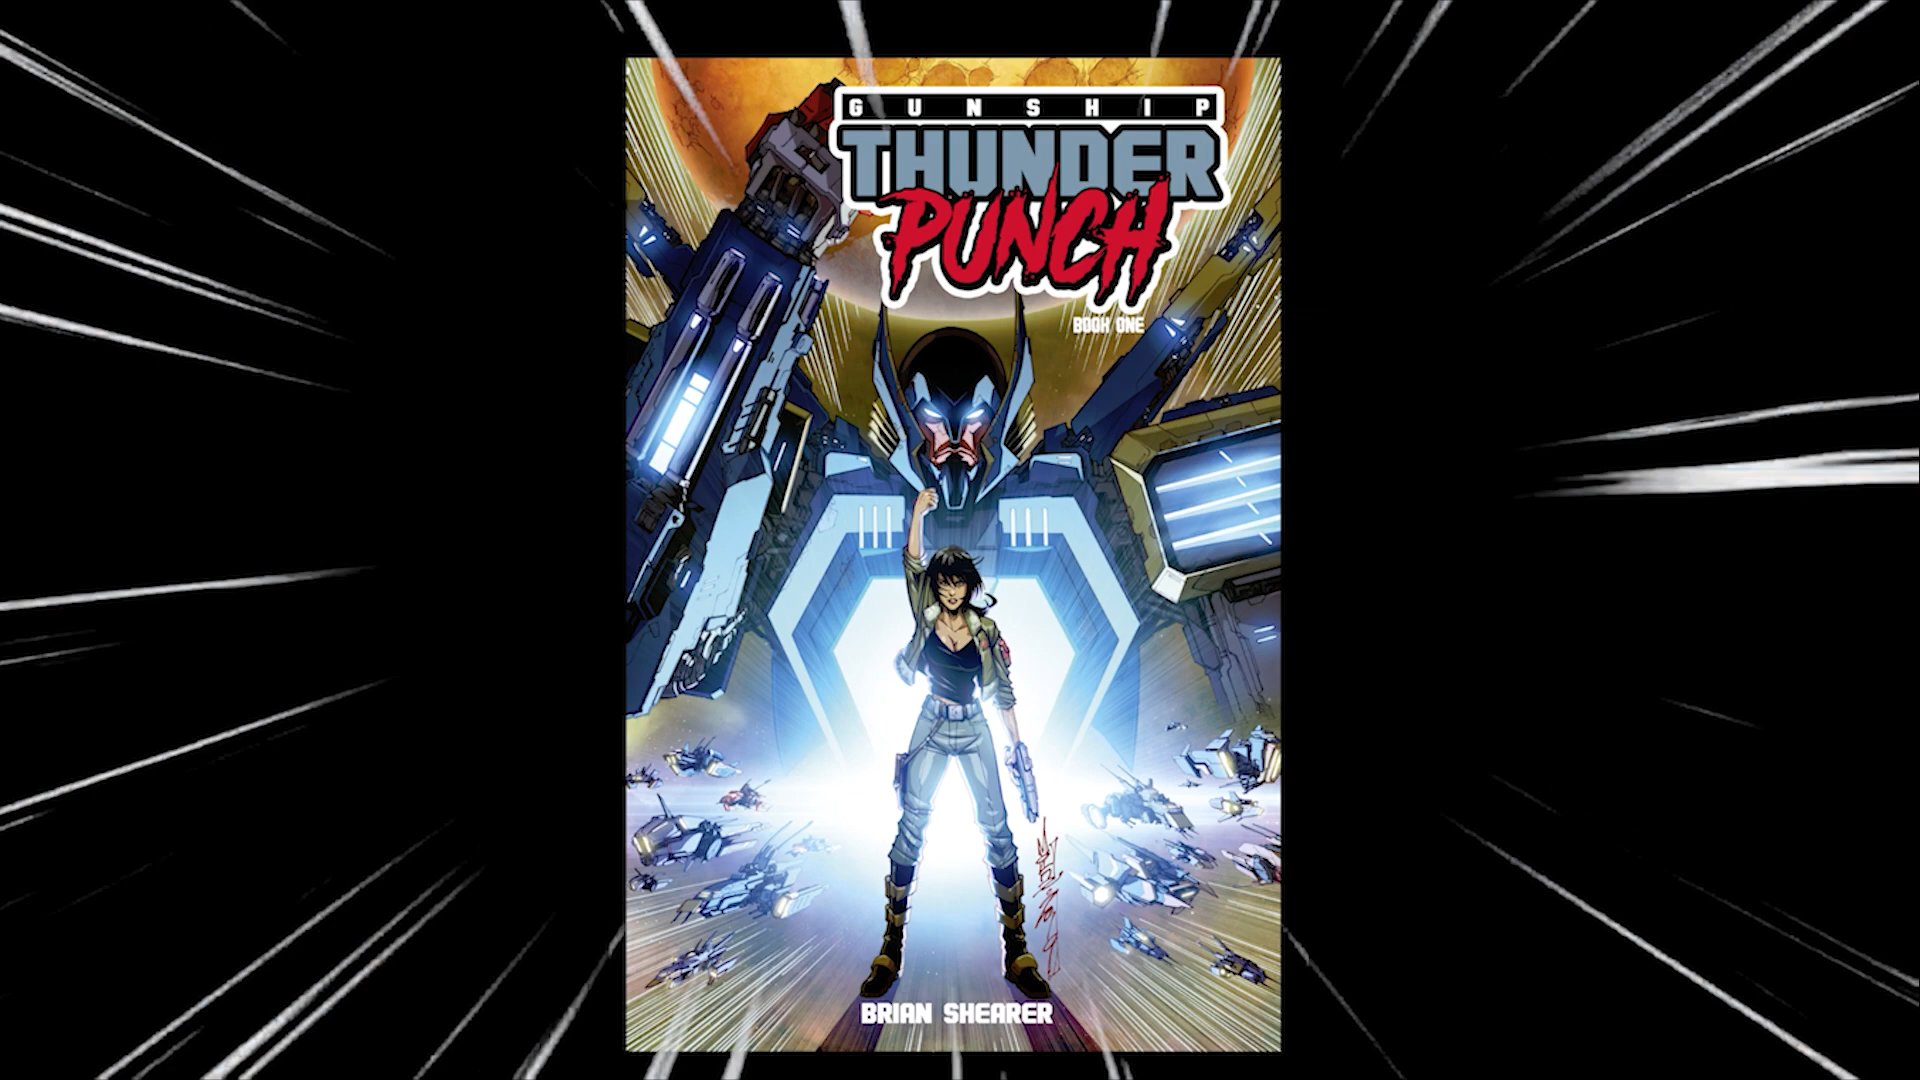 GUNSHIP
THUNDER
PUNCH
BOOK ONE
BRIAN SHEARER